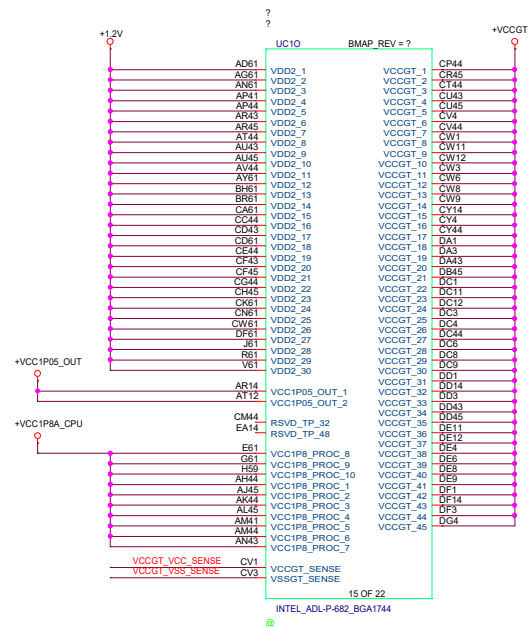 ?
?
+1.2V
+VCCGT
UC1O BMAP_REV = ?
AD61 VDD2_1 VCCGT_1 CP44
AG61 VDD2_2 VCCGT_2 CR45
AN61 VDD2_3 VCCGT_3 CT44
AP41 VDD2_4 VCCGT_4 CU43
AP44 VDD2_5 VCCGT_5 CU45
AR43 VDD2_6 VCCGT_6 CV4
AR45 VDD2_7 VCCGT_7 CV44
AT44 VDD2_8 VCCGT_8 CW1
AU43 VDD2_9 VCCGT_9 CW11
AU45 VDD2_10 VCCGT_10 CW12
AV44 VDD2_11 VCCGT_11 CW3
AY61 VDD2_12 VCCGT_12 CW6
BH61 VDD2_13 VCCGT_13 CW8
BR61 VDD2_14 VCCGT_14 CW9
CA61 VDD2_15 VCCGT_15 CY14
CC44 VDD2_16 VCCGT_16 CY4
CD43 VDD2_17 VCCGT_17 CY44
CD61 VDD2_18 VCCGT_18 DA1
CE44 VDD2_19 VCCGT_19 DA3
CF43 VDD2_20 VCCGT_20 DA43
CF45 VDD2_21 VCCGT_21 DB45
CG44 VDD2_22 VCCGT_22 DC1
CH45 VDD2_23 VCCGT_23 DC11
CK61 VDD2_24 VCCGT_24 DC12
CN61 VDD2_25 VCCGT_25 DC3
CW61 VDD2_26 VCCGT_26 DC4
DF61 VDD2_27 VCCGT_27 DC44
J61 VDD2_28 VCCGT_28 DC6
R61 VDD2_29 VCCGT_29 DC8
V61 VDD2_30 VCCGT_30 DC9
+VCC1P05_OUT
VCCGT_31 DD1
AR14 VCC1P05_OUT_1 VCCGT_32 DD14
AT12 VCC1P05_OUT_2 VCCGT_33 DD3
VCCGT_34 DD43
+VCC1P8A_CPU
CM44 RSVD_TP_32 VCCGT_35 DD45
EA14 RSVD_TP_48 VCCGT_36 DE11
VCCGT_37 DE12
E61 VCC1P8_PROC_8 VCCGT_38 DE4
G61 VCC1P8_PROC_9 VCCGT_39 DE6
H59 VCC1P8_PROC_10 VCCGT_40 DE8
AH44 VCC1P8_PROC_1 VCCGT_41 DE9
AJ45 VCC1P8_PROC_2 VCCGT_42 DF1
AK44 VCC1P8_PROC_3 VCCGT_43 DF14
AL45 VCC1P8_PROC_4 VCCGT_44 DF3
AM41 VCC1P8_PROC_5 VCCGT_45 DG4
AM44 VCC1P8_PROC_6
AN43 VCC1P8_PROC_7
VCCGT_VCC_SENSE CV1 VCCGT_SENSE
VCCGT_VSS_SENSE CV3 VSSGT_SENSE
15 OF 22
INTEL_ADL-P-682_BGA1744
@